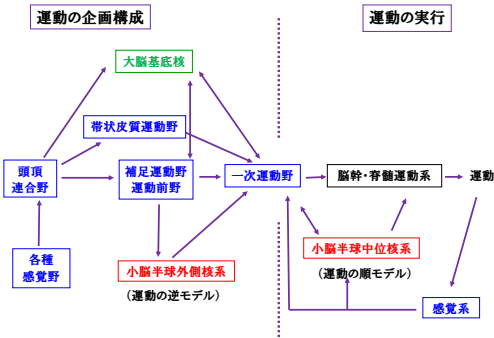 運動の企画構成
運動の実行
大脳基底核
帯状皮質運動野
頭頂
連合野
補足運動野
運動前野
一次運動野
脳幹・脊髄運動系
運動
各種
感覚野
小脳半球外側核系
(運動の逆モデル)
小脳半球中位核系
(運動の順モデル)
感覚系